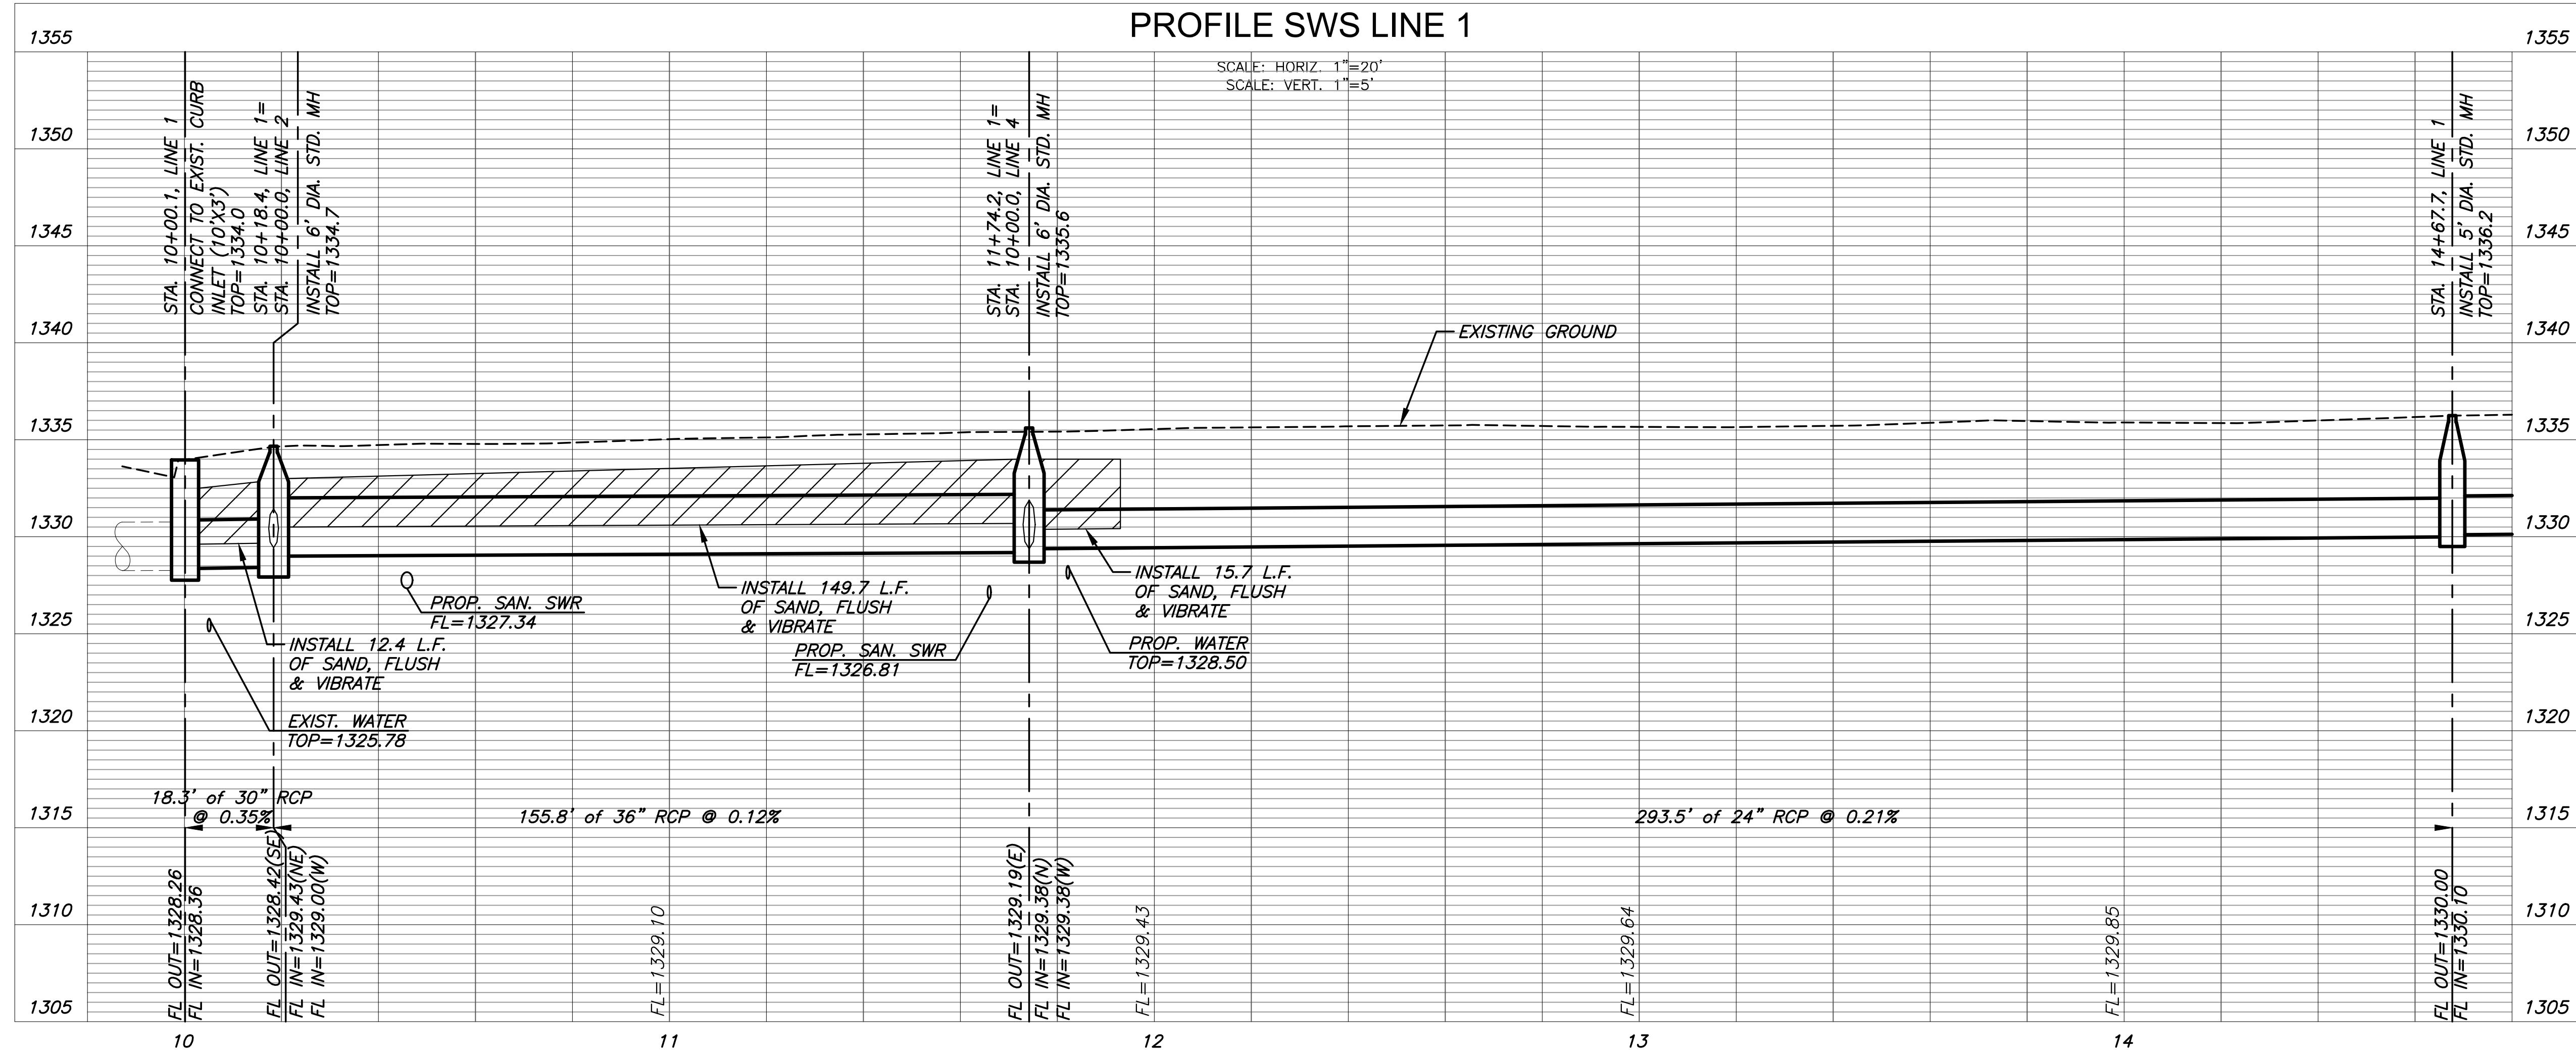 PROFILE SWS LINE 1
SCALE: HORIZ. 1"=20'
SCALE: VERT. 1"=5'
1355
1355
1350
1350
1345
1345
1340
1340
1335
1335
1330
1330
1325
1325
1320
1320
1315
1315
1310
1310
1305
1305
STA. 10+00.1, LINE 1
CONNECT TO EXIST. CURB
INLET (10'X3')
TOP=1334.0
STA. 10+18.4, LINE 1=
STA. 10+00.0, LINE 2
INSTALL 6' DIA. STD. MH
TOP=1334.7
STA. 11+74.2, LINE 1=
STA. 10+00.0, LINE 4
INSTALL 6' DIA. STD. MH
TOP=1335.6
STA. 14+67.7, LINE 1
INSTALL 5' DIA. STD. MH
TOP=1336.2
EXISTING GROUND
PROP. SAN. SWR
FL=1327.34
INSTALL 12.4 L.F.
OF SAND, FLUSH
& VIBRATE
EXIST. WATER
TOP=1325.78
INSTALL 149.7 L.F.
OF SAND, FLUSH
& VIBRATE
PROP. SAN. SWR
FL=1326.81
INSTALL 15.7 L.F.
OF SAND, FLUSH
& VIBRATE
PROP. WATER
TOP=1328.50
18.3' of 30" RCP
@ 0.35%
155.8' of 36" RCP @ 0.12%
293.5' of 24" RCP @ 0.21%
FL OUT=1328.26
FL IN=1328.36
FL OUT=1328.42(SE)
FL IN=1329.43(NE)
FL IN=1329.00(W)
FL=1329.10
FL OUT=1329.19(E)
FL IN=1329.38(N)
FL IN=1329.38(W)
FL=1329.43
FL=1329.64
FL=1329.85
FL OUT=1330.00
FL IN=1330.10
10
11
12
13
14